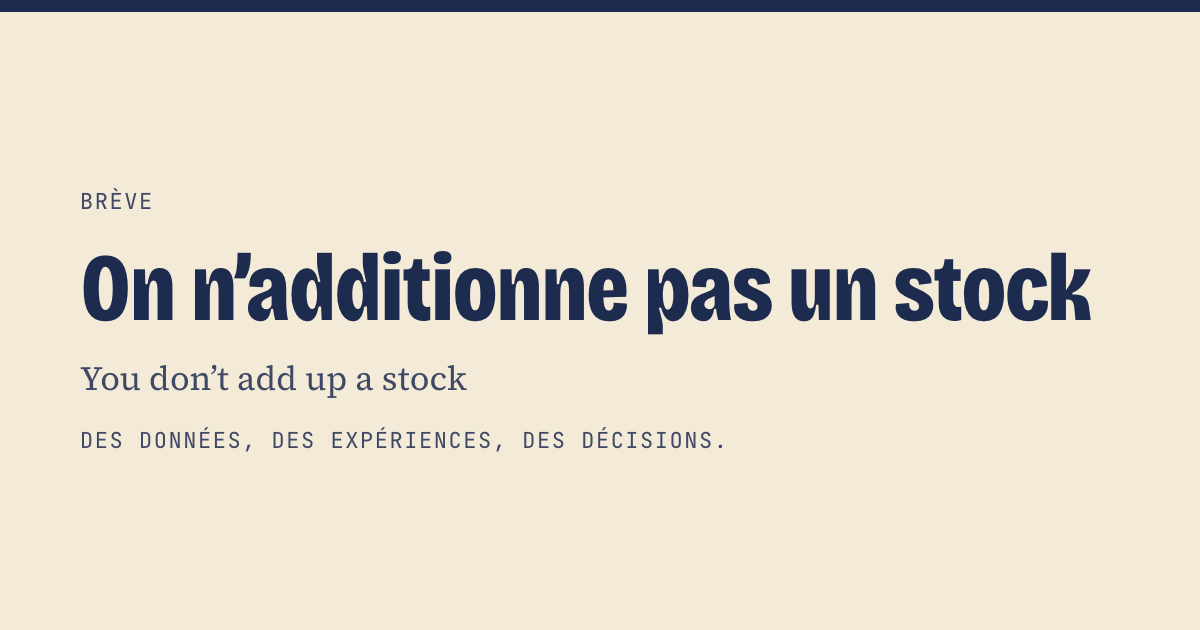 BRÈVE
On n’additionne pas un stock
You don’t add up a stock
DES DONNÉES, DES EXPÉRIENCES, DES DÉCISIONS.